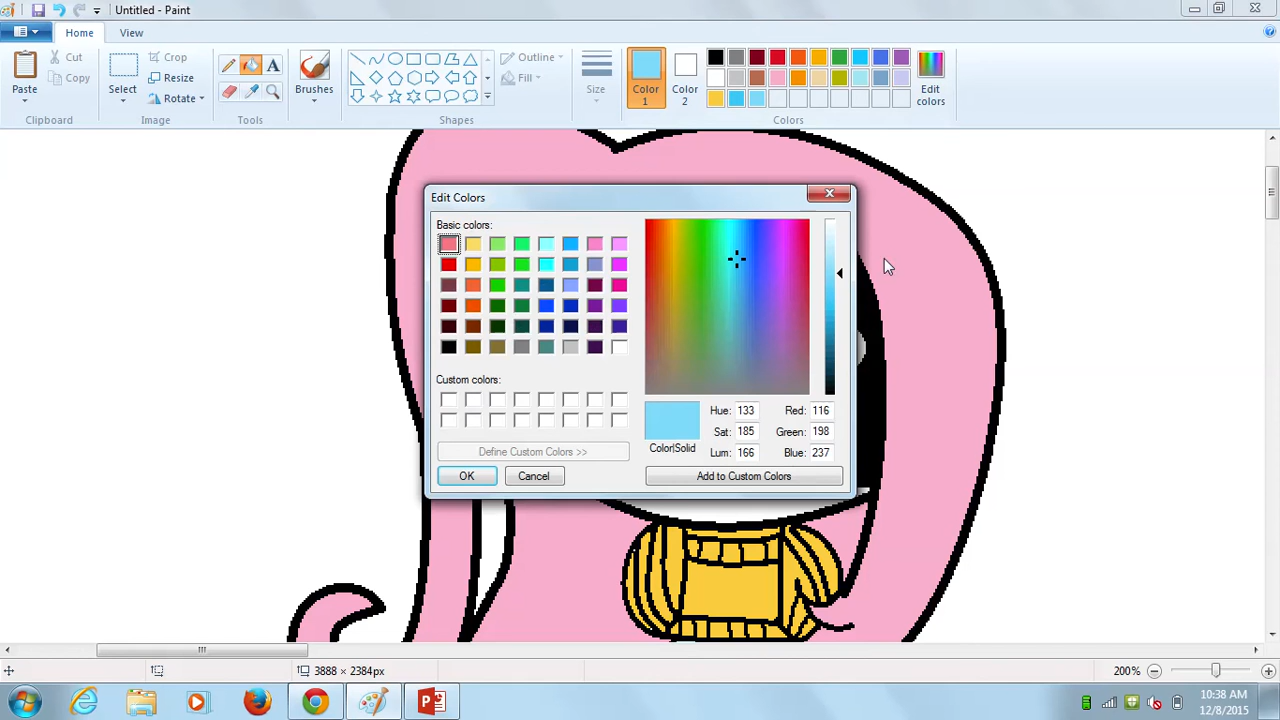 Untitled - Paint
Home
View
Paste
Cut
Copy
Clipboard
Select
Crop
Resize
Rotate
Image
A
Tools
Brushes
Shapes
Outline
Fill
Size
Color 1
Color 2
Colors
Edit colors
Edit Colors
Basic colors:
Custom colors:
Define Custom Colors >>
OK
Cancel
Color|Solid
Hue: 133
Sat: 185
Lum: 166
Red: 116
Green: 198
Blue: 237
Add to Custom Colors
3888 × 2384px
200%
10:38 AM
12/8/2015